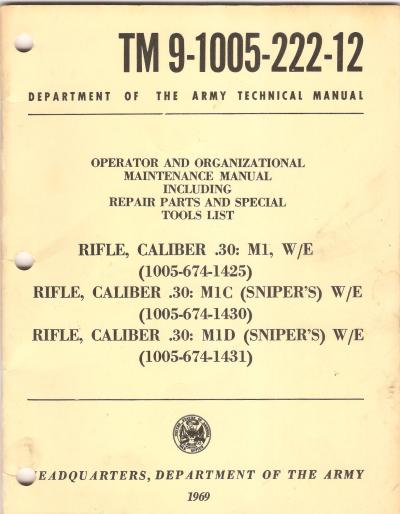 TM 9-1005-222-12
DEPARTMENT OF THE ARMY TECHNICAL MANUAL
OPERATOR AND ORGANIZATIONAL
MAINTENANCE MANUAL
INCLUDING
REPAIR PARTS AND SPECIAL
TOOLS LIST
RIFLE, CALIBER .30: M1, W/E
(1005-674-1425)
RIFLE, CALIBER .30: M1C (SNIPER'S) W/E
(1005-674-1430)
RIFLE, CALIBER .30: M1D (SNIPER'S) W/E
(1005-674-1431)
HEADQUARTERS, DEPARTMENT OF THE ARMY
1969